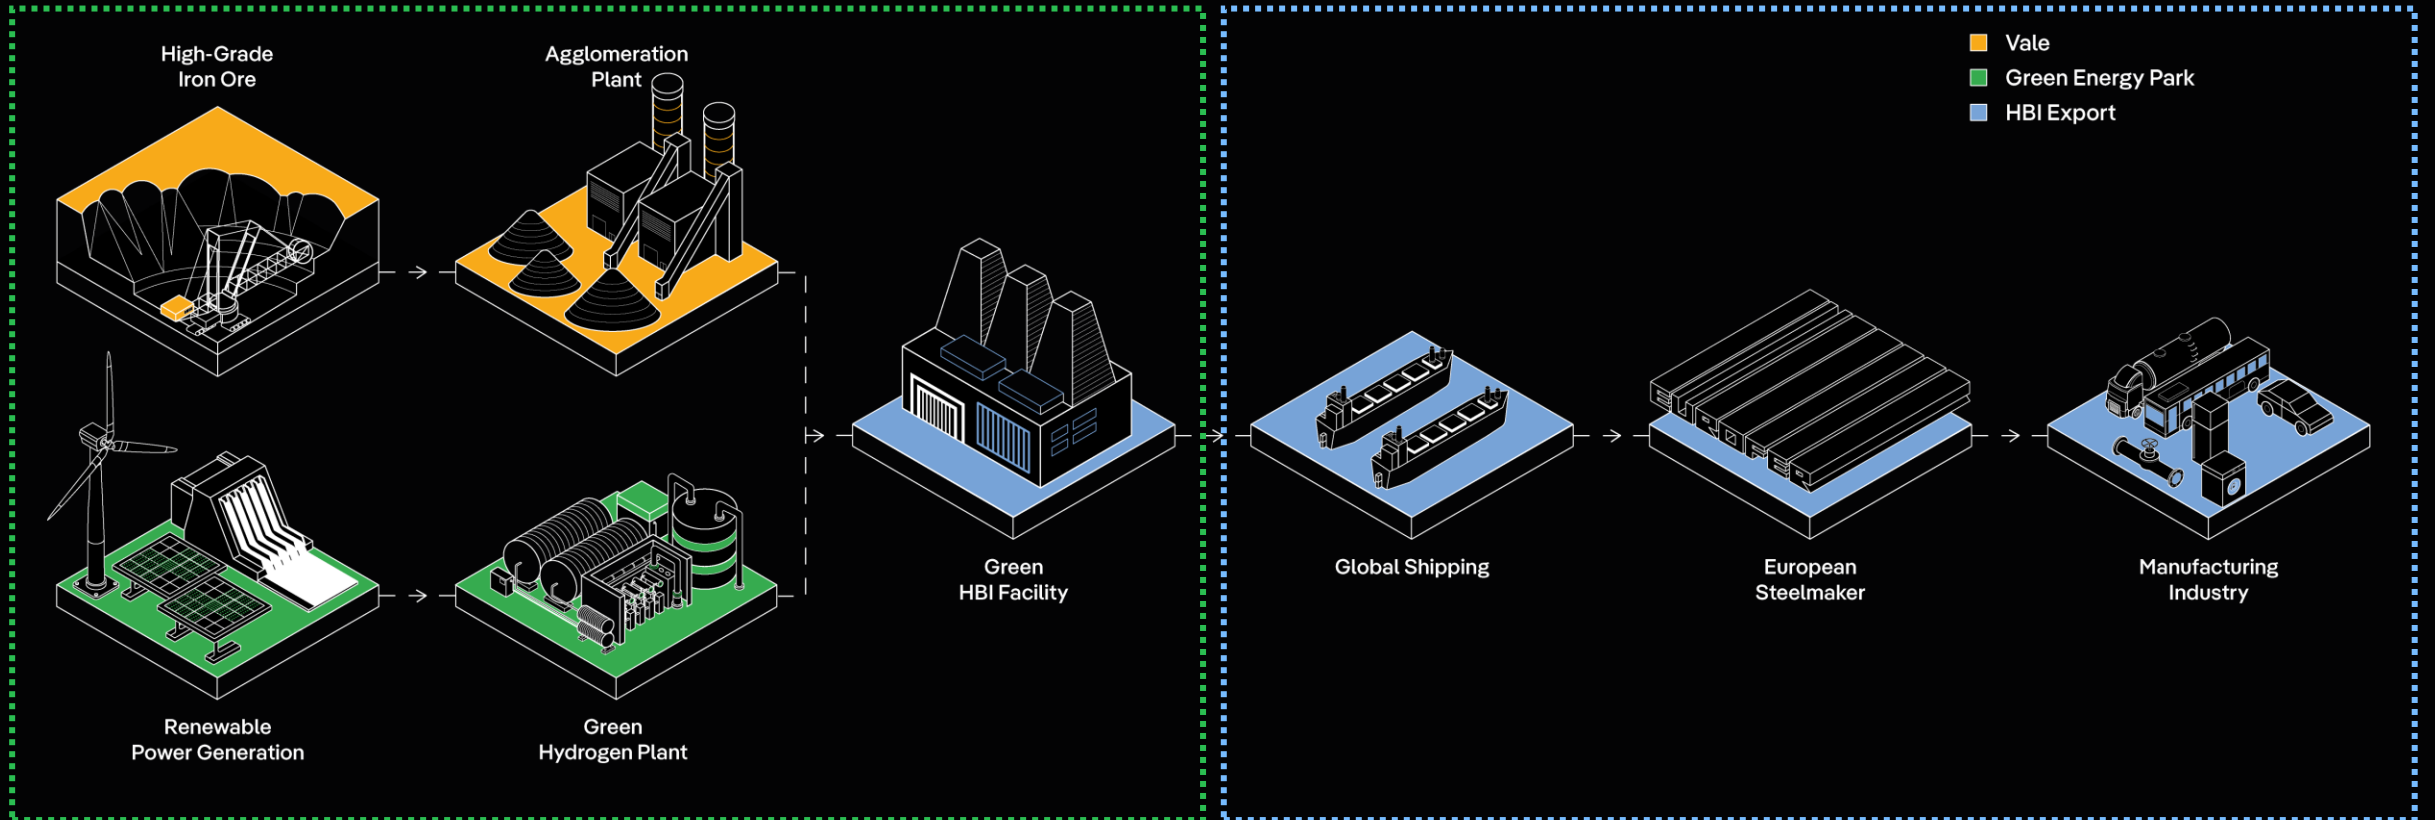 High-Grade
Iron Ore
Agglomeration
Plant
Vale
Green Energy Park
HBI Export
Green
HBI Facility
Global Shipping
European
Steelmaker
Manufacturing
Industry
Renewable
Power Generation
Green
Hydrogen Plant